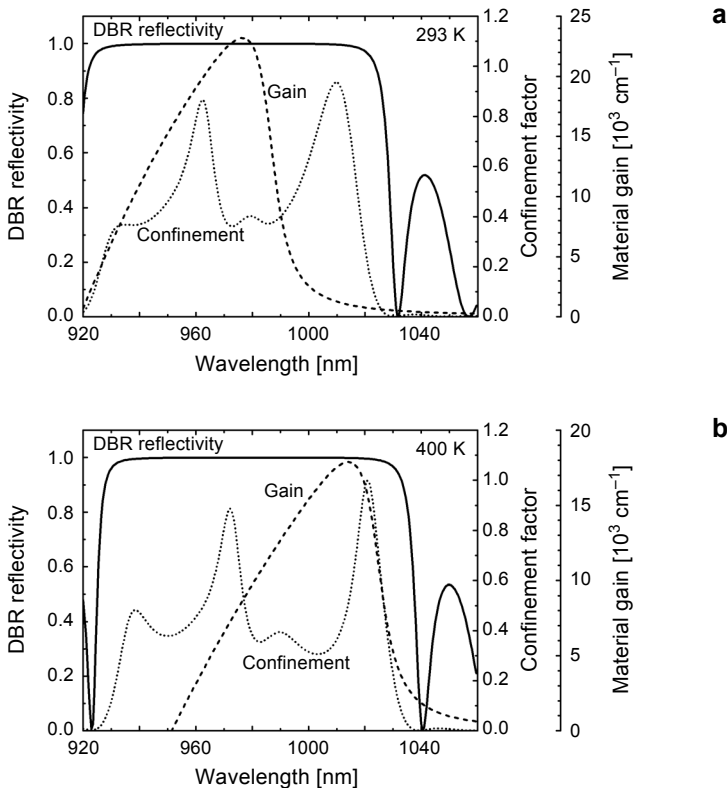 a
DBR reflectivity
293 K
Gain
Confinement
DBR reflectivity
1.0
0.8
0.6
0.4
0.2
0.0
Confinement factor
1.2
1.0
0.8
0.6
0.4
0.2
0.0
Material gain [10³ cm⁻¹]
25
20
15
10
5
0
920 960 1000 1040
Wavelength [nm]
b
DBR reflectivity
400 K
Gain
Confinement
DBR reflectivity
1.0
0.8
0.6
0.4
0.2
0.0
Confinement factor
1.2
1.0
0.8
0.6
0.4
0.2
0.0
Material gain [10³ cm⁻¹]
20
15
10
5
0
920 960 1000 1040
Wavelength [nm]